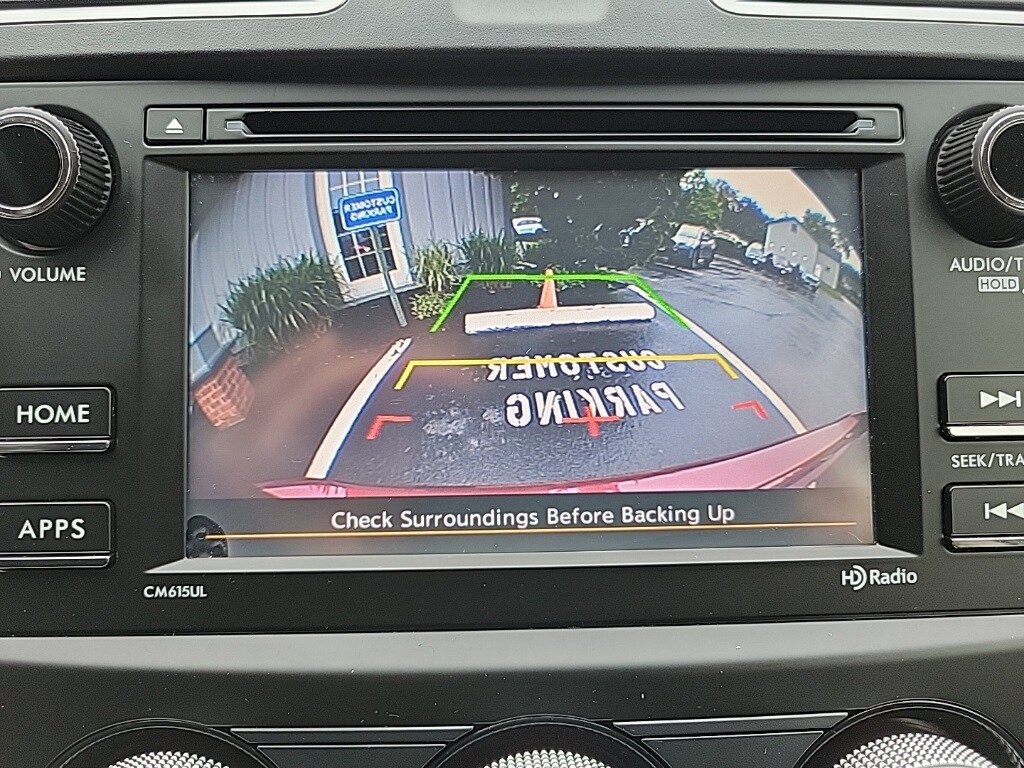 VOLUME
AUDIO/T
HOLD
CUSTOMER
PARKING
CUSTOMER
PARKING
HOME
SEEK/TRA
APPS
Check Surroundings Before Backing Up
CM615UL
HD Radio